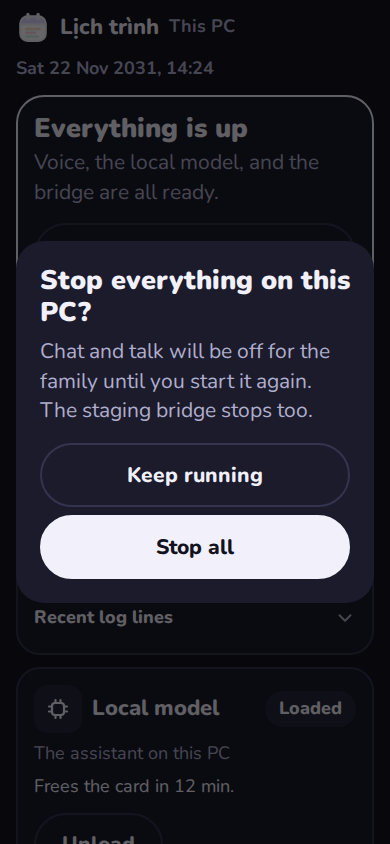 Lịch trình This PC
Sat 22 Nov 2031, 14:24
Everything is up
Voice, the local model, and the
bridge are all ready.
Stop everything on this
PC?
Chat and talk will be off for the
family until you start it again.
The staging bridge stops too.
Keep running
Stop all
Recent log lines
Local model
Loaded
The assistant on this PC
Frees the card in 12 min.
Unload